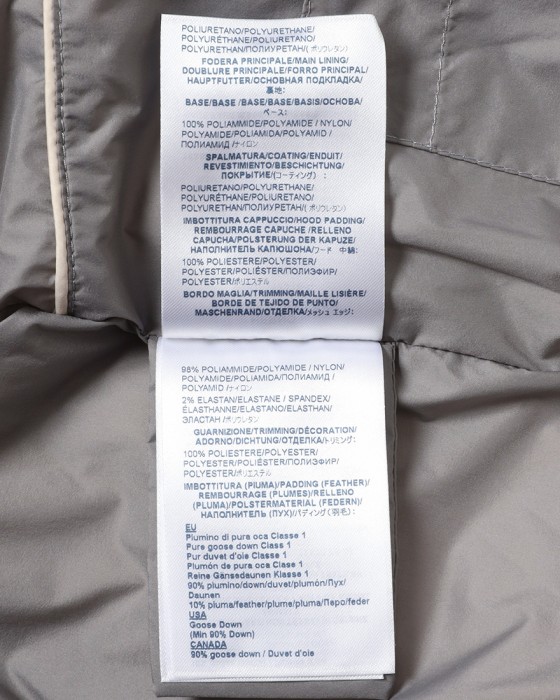 POLIURETANO/POLYURETHANE/
POLYURÉTHANE/POLIURETANO/
POLYURETHAN/ПОЛИУРЕТАН/( ポリウレタン)
FODERA PRINCIPALE/MAIN LINING/
DOUBLURE PRINCIPALE/FORRO PRINCIPAL/
HAUPTFUTTER/ОСНОВНАЯ ПОДКЛАДКА/
裏地:
BASE/BASE /BASE/BASE/BASIS/ОСНОВА/
ベース:
100% POLIAMMIDE/POLYAMIDE / NYLON/
POLYAMIDE/POLIAMIDA/POLYAMID /
ПОЛИАМИД /ナイロン
SPALMATURA/COATING/ENDUIT/
REVESTIMIENTO/BESCHICHTUNG/
ПОКРЫТИЕ/(コーティング) :
POLIURETANO/POLYURETHANE/
POLYURÉTHANE/POLIURETANO/
POLYURETHAN/ПОЛИУРЕТАН/( ポリウレタン)
IMBOTTITURA CAPPUCCIO/HOOD PADDING/
REMBOURRAGE CAPUCHE /RELLENO
CAPUCHA/POLSTERUNG DER KAPUZE/
НАПОЛНИТЕЛЬ КАПЮШОНА/フード 中綿:
100% POLIESTERE/POLYESTER/
POLYESTER/POLIÉSTER/ПОЛИЭФИР/
POLYESTER/ポリエステル
BORDO MAGLIA/TRIMMING/MAILLE LISIÈRE/
BORDE DE TEJIDO DE PUNTO/
MASCHENRAND/ОТДЕЛКА/メッシュ エッジ:
98% POLIAMMIDE/POLYAMIDE / NYLON/
POLYAMIDE/POLIAMIDA/ПОЛИАМИД /
POLYAMID /ナイロン
2% ELASTAN/ELASTANE / SPANDEX/
ÉLASTHANNE/ELASTANO/ELASTHAN/
ЭЛАСТАН /ポリウレタン
GUARNIZIONE/TRIMMING/DÉCORATION/
ADORNO/DICHTUNG/ОТДЕЛКА/トリミング:
100% POLIESTERE/POLYESTER/
POLYESTER/POLIÉSTER/ПОЛИЭФИР/
POLYESTER/ポリエステル
IMBOTTITURA (PIUMA)/PADDING (FEATHER)/
REMBOURRAGE (PLUMES)/RELLENO
(PLUMA)/POLSTERMATERIAL (FEDERN)/
НАПОЛНИТЕЛЬ (ПУХ)/パディング (羽毛) :
EU
Piumino di pura oca Classe 1
Pure goose down Class 1
Pur duvet d'oie Classe 1
Plumón de pura oca Classe 1
Reine Gänsedaunen Klasse 1
90% plumino/down/duvet/plumón/Пух/
Daunen
10% pluma/feather/plume/pluma/Перо/feder
USA
Goose Down
(Min 90% Down)
CANADA
90% goose down / Duvet d'oie